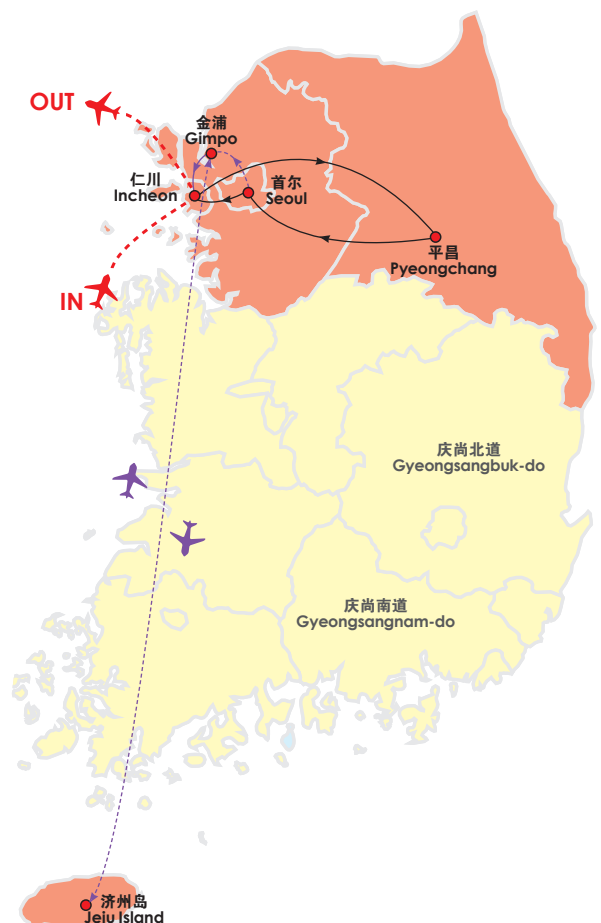 OUT
金浦
Gimpo
仁川
Incheon
首尔
Seoul
平昌
Pyeongchang
IN
庆尚北道
Gyeongsangbuk-do
庆尚南道
Gyeongsangnam-do
济州岛
Jeju Island